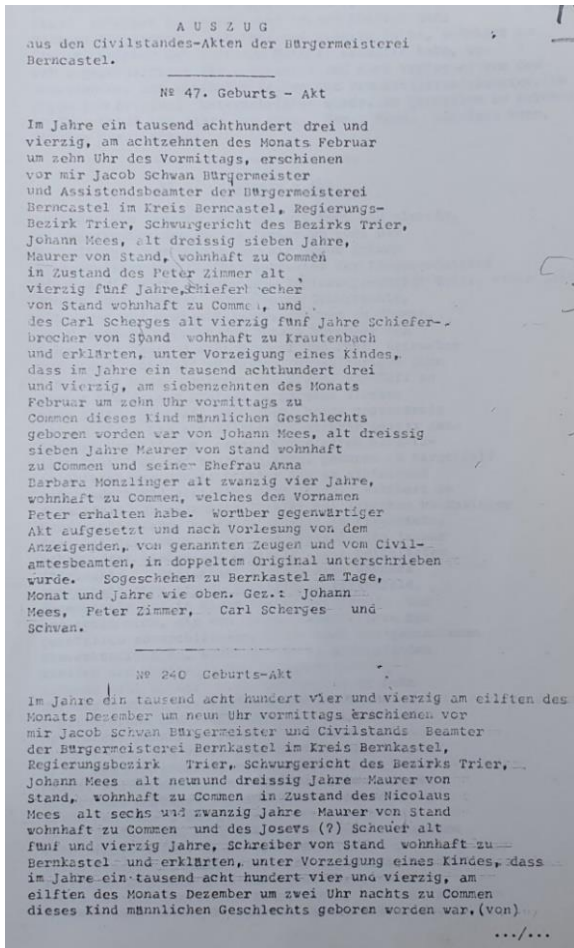 A U S Z U G
aus den Civilstandes-Akten der Bürgermeisterei
Berncastel.
Nº 47. Geburts - Akt
Im Jahre ein tausend achthundert drei und
vierzig, am achtzehnten des Monats Februar
um zehn Uhr des Vormittags, erschienen
vor mir Jacob Schwan Bürgermeister
und Assistendsbeamter der Bürgermeisterei
Berncastel im Kreis Berncastel, Regierungs-
Bezirk Trier, Schwurgericht des Bezirks Trier,
Johann Mees, alt dreissig sieben Jahre,
Maurer von Stand, wohnhaft zu Commen
in Zustand des Peter Zimmer alt
vierzig fünf Jahre, Schieferbrecher
von Stand wohnhaft zu Commen, und
des Carl Scherges alt vierzig fünf Jahre Schiefer-
brecher von Stand wohnhaft zu Krautenbach
und erklärten, unter Vorzeigung eines Kindes,
dass im Jahre ein tausend achthundert drei
und vierzig, am siebenzehnten des Monats
Februar um zehn Uhr vormittags zu
Commen dieses Kind männlichen Geschlechts
geboren worden war von Johann Mees, alt dreissig
sieben Jahre Maurer von Stand wohnhaft
zu Commen und seiner Ehefrau Anna
Barbara Monzlinger alt zwanzig vier Jahre,
wohnhaft zu Commen, welches den Vornamen
Peter erhalten habe. Worüber gegenwärtiger
Akt aufgesetzt und nach Vorlesung von dem
Anzeigenden, von genannten Zeugen und vom Civil-
amtesbeamten, in doppeltem Original unterschrieben
wurde. Sogeschehen zu Bernkastel am Tage,
Monat und Jahre wie oben. Gez.: Johann
Mees, Peter Zimmer, Carl Scherges und
Schwan.
Nº 240 Geburts-Akt
Im Jahre ein tausend acht hundert vier und vierzig am eilften des
Monats Dezember um neun Uhr vormittags erschienen vor
mir Jacob Schwan Bürgermeister und Civilstands Beamter
der Bürgermeisterei Bernkastel im Kreis Bernkastel,
Regierungsbezirk Trier, Schwurgericht des Bezirks Trier,
Johann Mees alt neunund dreissig Jahre Maurer von
Stand, wohnhaft zu Commen in Zustand des Nicolaus
Mees alt sechs und zwanzig Jahre Maurer von Stand
wohnhaft zu Commen und des Josevs (?) Scheuer alt
fünf und vierzig Jahre, Schreiber von Stand wohnhaft zu
Bernkastel und erklärten, unter Vorzeigung eines Kindes, dass
im Jahre ein tausend acht hundert vier und vierzig, am
eilften des Monats Dezember um zwei Uhr nachts zu Commen
dieses Kind männlichen Geschlechts geboren worden war, (von)
.../...